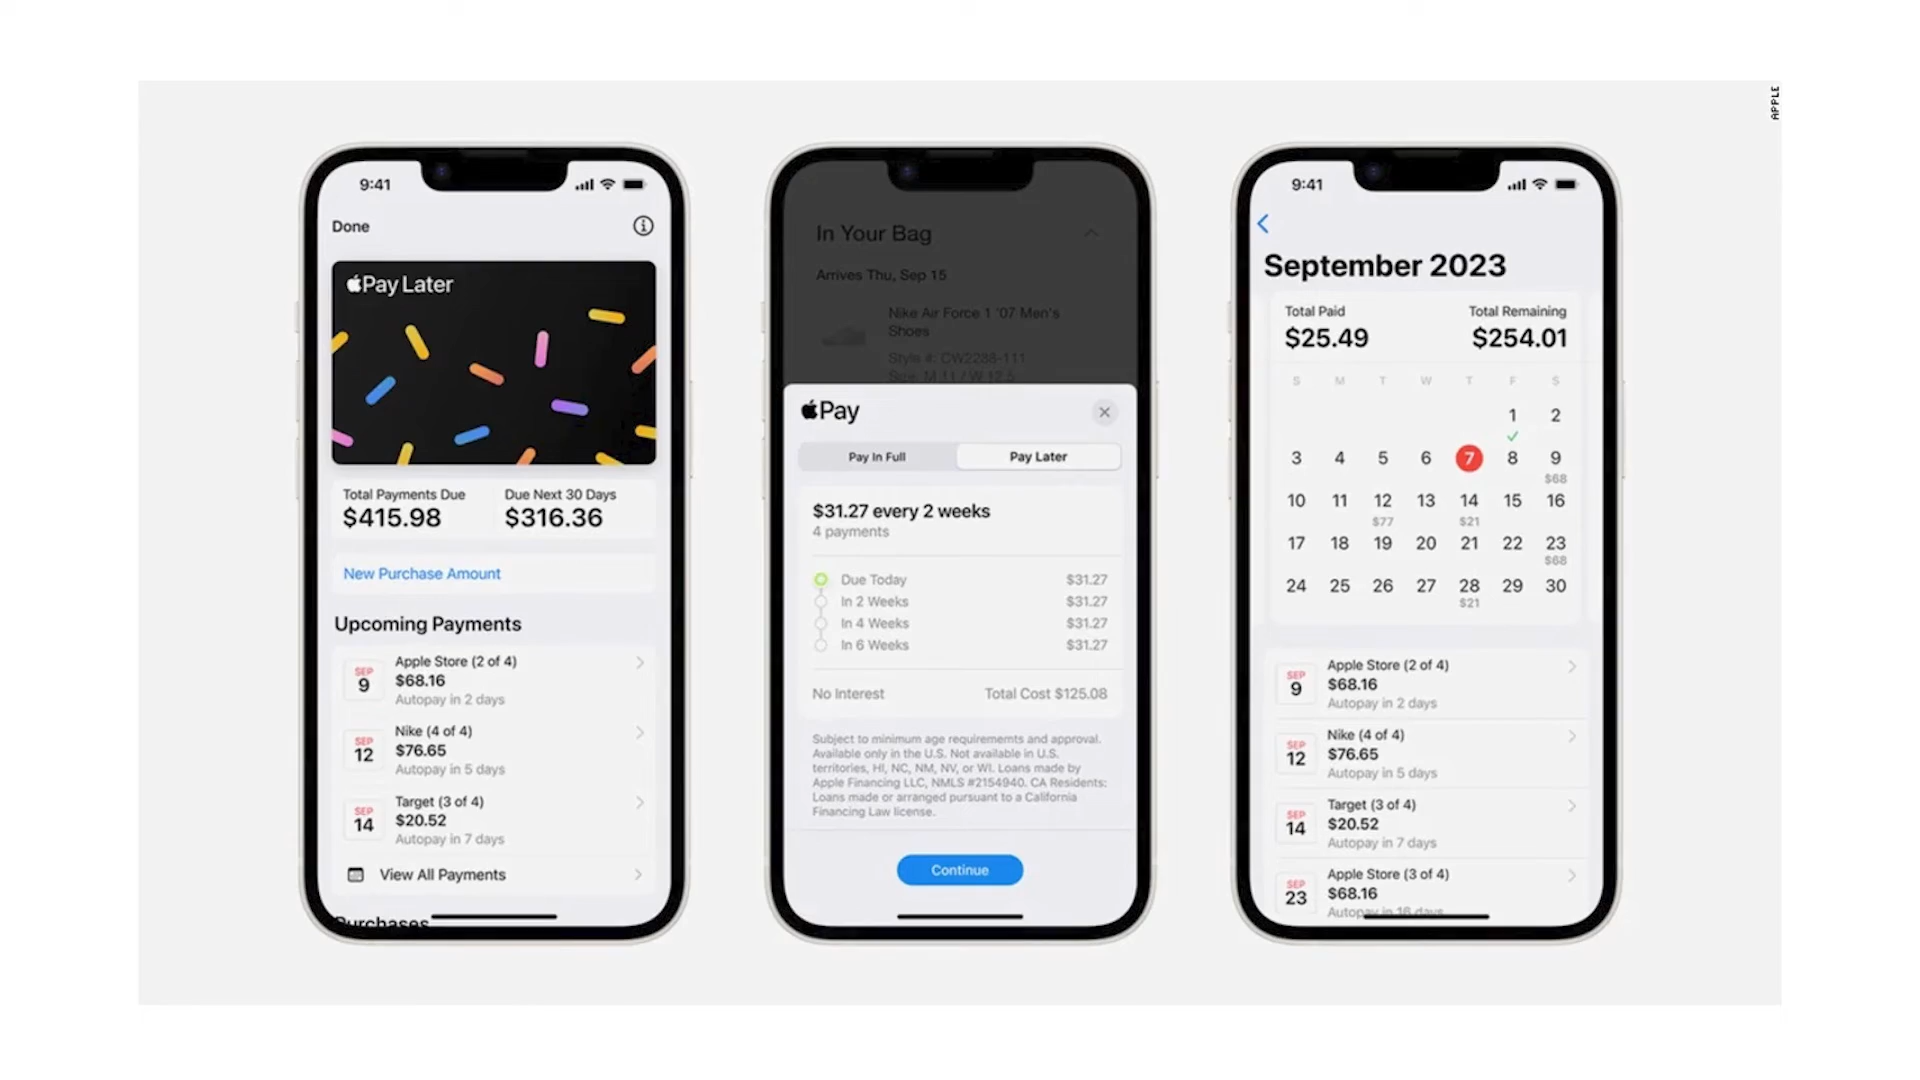 APPLE
9:41
Done
Pay Later
Total Payments Due
$415.98
Due Next 30 Days
$316.36
New Purchase Amount
Upcoming Payments
SEP
9
Apple Store (2 of 4)
$68.16
Autopay in 2 days
SEP
12
Nike (4 of 4)
$76.65
Autopay in 5 days
SEP
14
Target (3 of 4)
$20.52
Autopay in 7 days
View All Payments
Purchases
In Your Bag
Arrives Thu, Sep 15
Nike Air Force 1 '07 Men's
Shoes
Style #: CW2288-111
Size: M 11 / W 12.5
Pay
Pay In Full
Pay Later
$31.27 every 2 weeks
4 payments
Due Today $31.27
In 2 Weeks $31.27
In 4 Weeks $31.27
In 6 Weeks $31.27
No Interest Total Cost $125.08
Subject to minimum age requirememts and approval.
Available only in the U.S. Not available in U.S.
territories, HI, NC, NM, NV, or WI. Loans made by
Apple Financing LLC, NMLS #2154940. CA Residents:
Loans made or arranged pursuant to a California
Financing Law license.
Continue
9:41
September 2023
Total Paid
$25.49
Total Remaining
$254.01
S M T W T F S
1 2
3 4 5 6 7 8 9
$68
10 11 12 13 14 15 16
$77 $21
17 18 19 20 21 22 23
$68
24 25 26 27 28 29 30
$21
SEP
9
Apple Store (2 of 4)
$68.16
Autopay in 2 days
SEP
12
Nike (4 of 4)
$76.65
Autopay in 5 days
SEP
14
Target (3 of 4)
$20.52
Autopay in 7 days
SEP
23
Apple Store (3 of 4)
$68.16
Autopay in 16 days